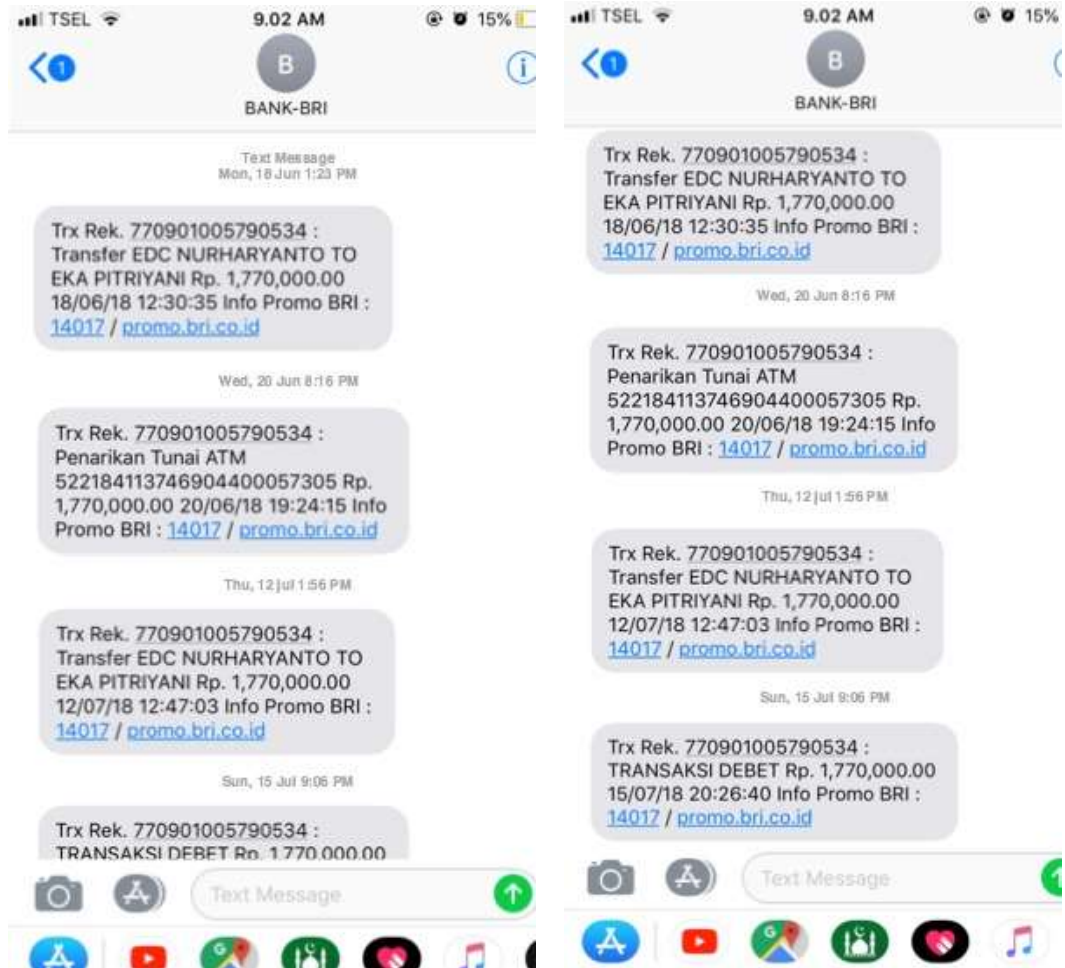 TSEL 9.02 AM 15%
1
B
BANK-BRI
Text Message
Mon, 18 Jun 1:23 PM
Trx Rek. 770901005790534 :
Transfer EDC NURHARYANTO TO
EKA PITRIYANI Rp. 1,770,000.00
18/06/18 12:30:35 Info Promo BRI :
14017 / promo.bri.co.id
Wed, 20 Jun 8:16 PM
Trx Rek. 770901005790534 :
Penarikan Tunai ATM
522184113746904400057305 Rp.
1,770,000.00 20/06/18 19:24:15 Info
Promo BRI : 14017 / promo.bri.co.id
Thu, 12 Jul 1:56 PM
Trx Rek. 770901005790534 :
Transfer EDC NURHARYANTO TO
EKA PITRIYANI Rp. 1,770,000.00
12/07/18 12:47:03 Info Promo BRI :
14017 / promo.bri.co.id
Sun, 15 Jul 9:06 PM
Trx Rek. 770901005790534 :
TRANSAKSI DEBET Rp. 1,770,000.00
Text Message
TSEL 9.02 AM 15%
1
B
BANK-BRI
Trx Rek. 770901005790534 :
Transfer EDC NURHARYANTO TO
EKA PITRIYANI Rp. 1,770,000.00
18/06/18 12:30:35 Info Promo BRI :
14017 / promo.bri.co.id
Wed, 20 Jun 8:16 PM
Trx Rek. 770901005790534 :
Penarikan Tunai ATM
522184113746904400057305 Rp.
1,770,000.00 20/06/18 19:24:15 Info
Promo BRI : 14017 / promo.bri.co.id
Thu, 12 Jul 1:56 PM
Trx Rek. 770901005790534 :
Transfer EDC NURHARYANTO TO
EKA PITRIYANI Rp. 1,770,000.00
12/07/18 12:47:03 Info Promo BRI :
14017 / promo.bri.co.id
Sun, 15 Jul 9:06 PM
Trx Rek. 770901005790534 :
TRANSAKSI DEBET Rp. 1,770,000.00
15/07/18 20:26:40 Info Promo BRI :
14017 / promo.bri.co.id
Text Message